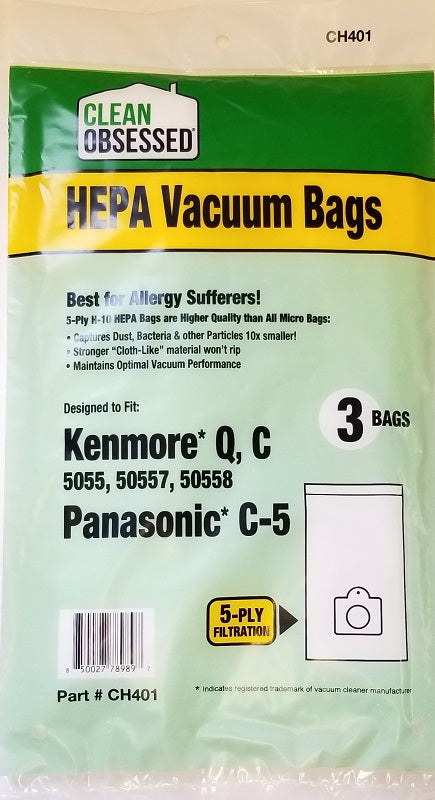 CH401
CLEAN
OBSESSED®
HEPA Vacuum Bags
Best for Allergy Sufferers!
5-Ply H-10 HEPA Bags are Higher Quality than All Micro Bags:
• Captures Dust, Bacteria & other Particles 10x smaller!
• Stronger “Cloth-Like” material won't rip
• Maintains Optimal Vacuum Performance
Designed to Fit:
3 BAGS
Kenmore* Q, C
5055, 50557, 50558
Panasonic* C-5
5-PLY
FILTRATION
8 50027 78989 7
Part # CH401
* Indicates registered trademark of vacuum cleaner manufacturer